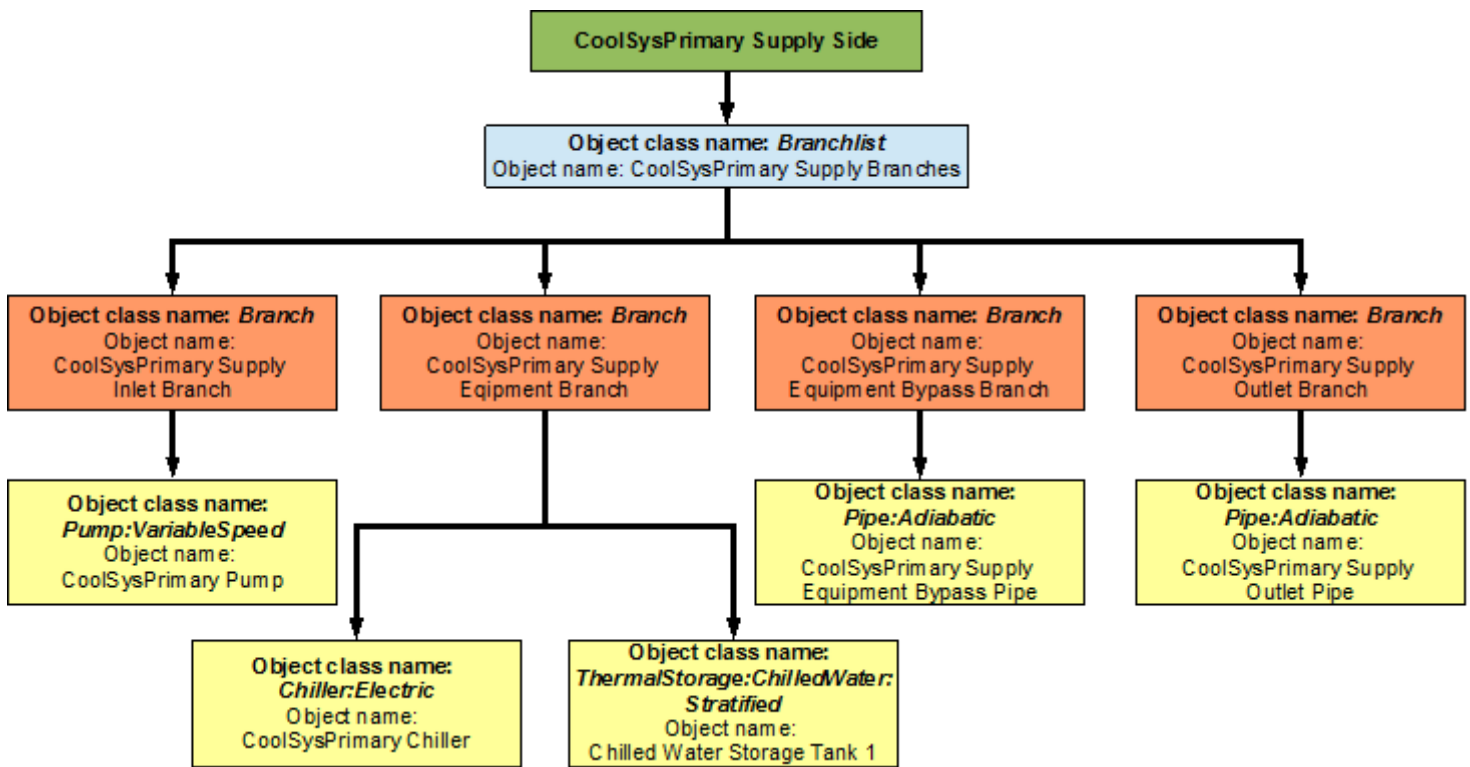 CoolSysPrimary Supply Side
Object class name: Branchlist
Object name: CoolSysPrimary Supply Branches
Object class name: Branch
Object name:
CoolSysPrimary Supply
Inlet Branch
Object class name: Branch
Object name:
CoolSysPrimary Supply
Eqipment Branch
Object class name: Branch
Object name:
CoolSysPrimary Supply
Equipment Bypass Branch
Object class name: Branch
Object name:
CoolSysPrimary Supply
Outlet Branch
Object class name:
Pump:VariableSpeed
Object name:
CoolSysPrimary Pump
Object class name:
Pipe:Adiabatic
Object name:
CoolSysPrimary Supply
Equipment Bypass Pipe
Object class name:
Pipe:Adiabatic
Object name:
CoolSysPrimary Supply
Outlet Pipe
Object class name:
Chiller:Electric
Object name:
CoolSysPrimary Chiller
Object class name:
ThermalStorage:ChilledWater:
Stratified
Object name:
Chilled Water Storage Tank 1